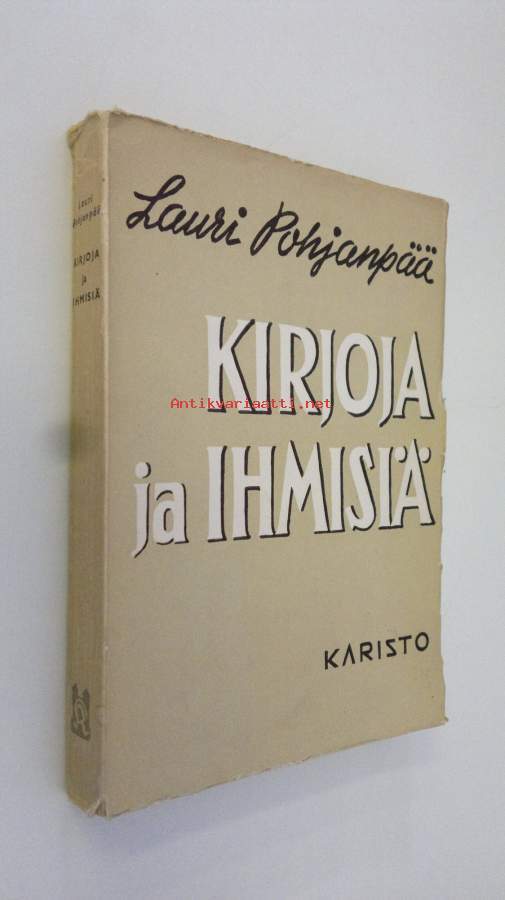 Lauri
Pohjanpää
KIRJOJA
ja
IHMISIÄ
Lauri Pohjanpää
KIRJOJA
Antikvariaatti.net
ja IHMISIÄ
KARISTO